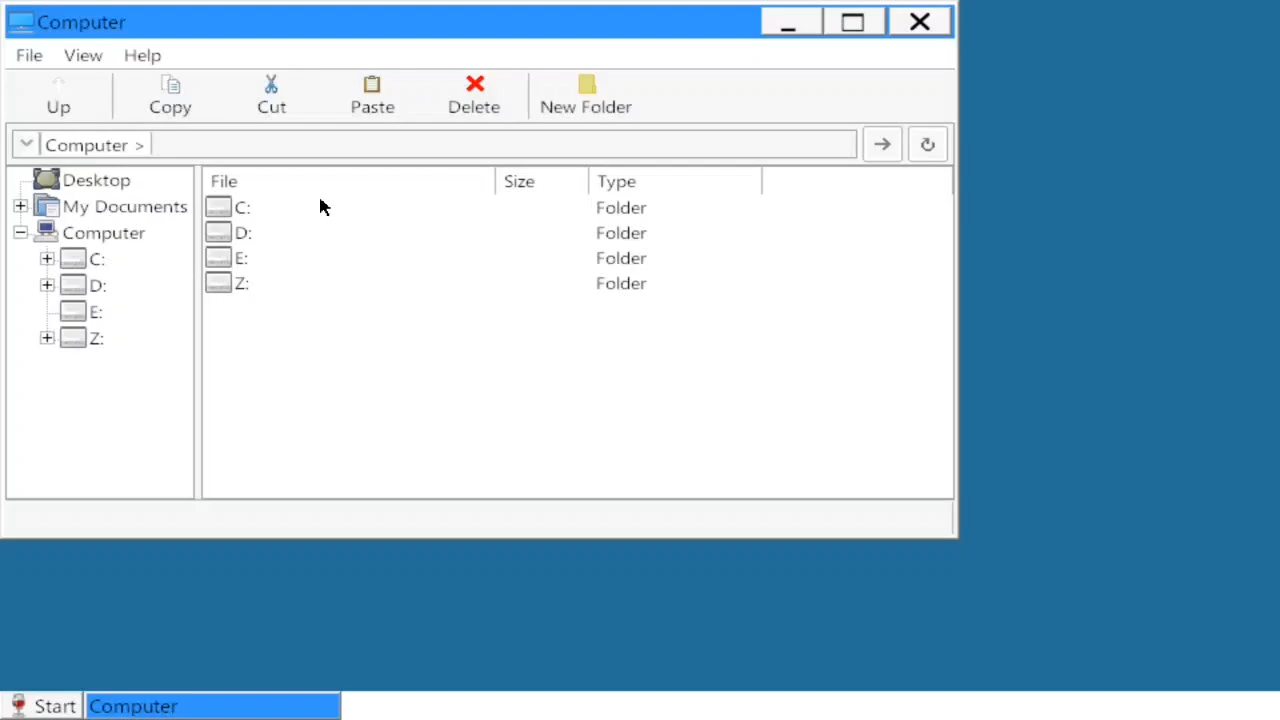 Computer
File View Help
Up Copy Cut Paste Delete New Folder
Computer >
Desktop
My Documents
Computer
C:
D:
E:
Z:
File Size Type
C: Folder
D: Folder
E: Folder
Z: Folder
Start Computer